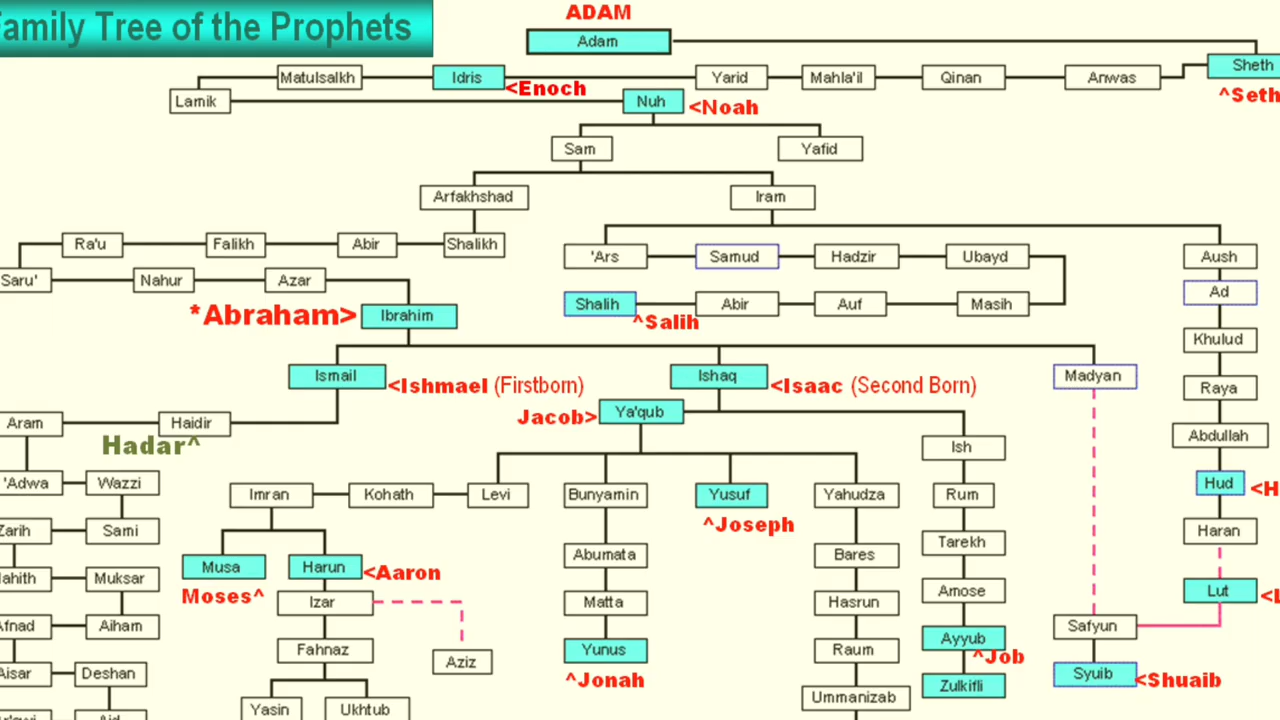 Family Tree of the Prophets
ADAM
Adam
Sheth
^Seth
Matulsalkh
Idris
<Enoch
Yarid
Mahla'il
Qinan
Anwas
Lamik
Nuh
<Noah
Sam
Yafid
Arfakhshad
Iram
Ra'u
Falikh
Abir
Shalikh
'Ars
Samud
Hadzir
Ubayd
Aush
Saru'
Nahur
Azar
Ad
*Abraham>
Ibrahim
Shalih
^Salih
Abir
Auf
Masih
Khulud
Ismail
<Ishmael (Firstborn)
Ishaq
<Isaac (Second Born)
Madyan
Raya
Aram
Haidir
Hadar^
Jacob>
Ya'qub
Ish
Abdullah
'Adwa
Wazzi
Imran
Kohath
Levi
Bunyamin
Yusuf
^Joseph
Yahudza
Rum
Hud
<H
Zarih
Sami
Tarekh
Haran
Musa
Moses^
Harun
<Aaron
Abumata
Bares
Muksar
Izar
Matta
Hasrun
Amose
Lut
<L
Afnad
Aiham
Fahnaz
Aziz
Yunus
^Jonah
Raum
Ayyub
^Job
Safyun
Aisar
Deshan
Zulkifli
Syuib
<Shuaib
Yasin
Ukhtub
Ummanizab